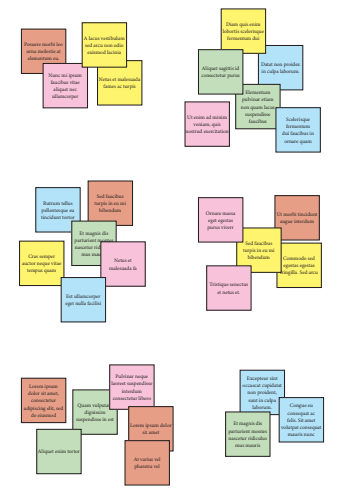 Posuere morbi leo
urna molestie at
elementum eu.
A lacus vestibulum
sed arcu non odio
euismod lacinia
Nunc mi ipsum
faucibus vitae
aliquet nec
ullamcorper
Netus et malesuada
fames ac turpis
Diam quis enim
lobortis scelerisque
fermentum dui.
Aliquet sagittis id
consectetur purus
Datat non proident
in culpa laborum.
Elementum
pulvinar etiam
non quam lacus
suspendisse
faucibus
Ut enim ad minim
veniam, quis
nostrud exercitation
Scelerisque
fermentum
dui faucibus in
ornare quam
Rutrum tellus
pellentesque eu
tincidunt tortor
Sed faucibus
turpis in eu mi
bibendum
Et magnis dis
parturient montes
nascetur
mus
Cras semper
auctor neque vitae
tempus quam
Netus et
malesuada fa
Est ullamcorper
eget nulla facilisi
Ornare massa
eget egestas
purus viverr
Ut morbi tincidunt
augue interdum
Sed faucibus
turpis in eu mi
bibendum
Commodo sed
egestas egestas
fringilla. Sed arcu
Tristique senectus
et netus et.
Lorem ipsum
dolor sit amet,
consectetur
adipiscing elit, sed
do eiusmod
Quam vulputat
dignissim
suspendisse in est
Pulvinar neque
laoreet suspendisse
interdum
consectetur libero
Lorem ipsum dolor
sit amet
Aliquet enim tortor
At varius vel
pharetra vel
Excepteur sint
occaecat cupidatat
non proident,
sunt in culpa
laborum.
Congue eu
consequat ac
felis. Sit amet
volutpat consequat
mauris nunc
Et magnis dis
parturient montes
nascetur ridiculus
mus mauris